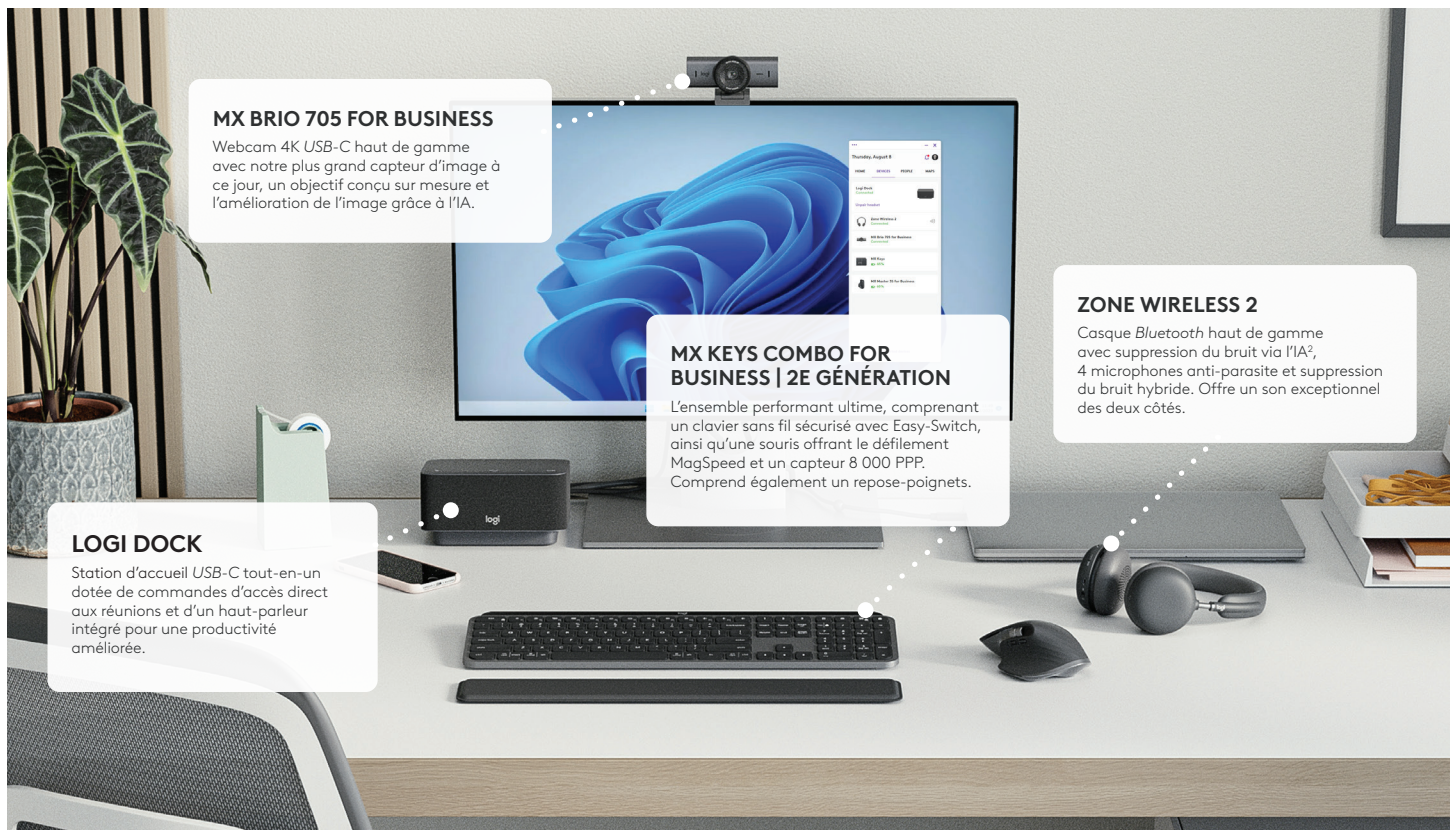 MX BRIO 705 FOR BUSINESS
Webcam 4K USB-C haut de gamme
avec notre plus grand capteur d’image à
ce jour, un objectif conçu sur mesure et
l’amélioration de l’image grâce à l’IA.
Thursday, August 8
HOME DEVICES PEOPLE MAPS
Logi Dock
Connected
Unpair headset
Zone Wireless 2
Connected
MX Brio 705 for Business
Connected
MX Keys
MX Master 3S for Business
ZONE WIRELESS 2
Casque Bluetooth haut de gamme
avec suppression du bruit via l’IA²,
4 microphones anti-parasite et suppression
du bruit hybride. Offre un son exceptionnel
des deux côtés.
MX KEYS COMBO FOR
BUSINESS | 2E GÉNÉRATION
L’ensemble performant ultime, comprenant
un clavier sans fil sécurisé avec Easy-Switch,
ainsi qu’une souris offrant le défilement
MagSpeed et un capteur 8 000 PPP.
Comprend également un repose-poignets.
logi
LOGI DOCK
Station d’accueil USB-C tout-en-un
dotée de commandes d’accès direct
aux réunions et d’un haut-parleur
intégré pour une productivité
améliorée.